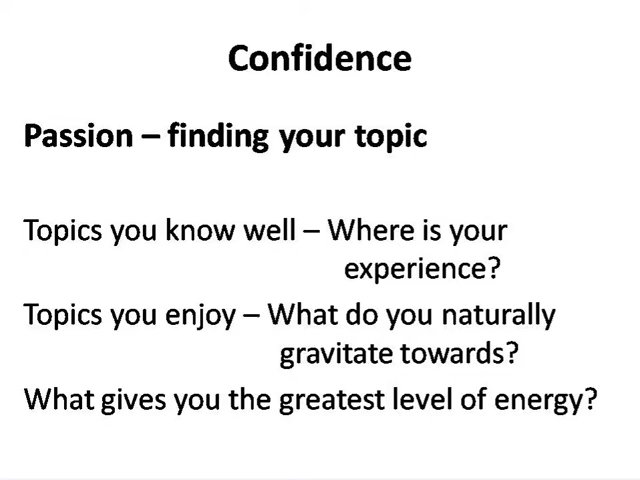 Confidence
Passion – finding your topic
Topics you know well – Where is your
experience?
Topics you enjoy – What do you naturally
gravitate towards?
What gives you the greatest level of energy?